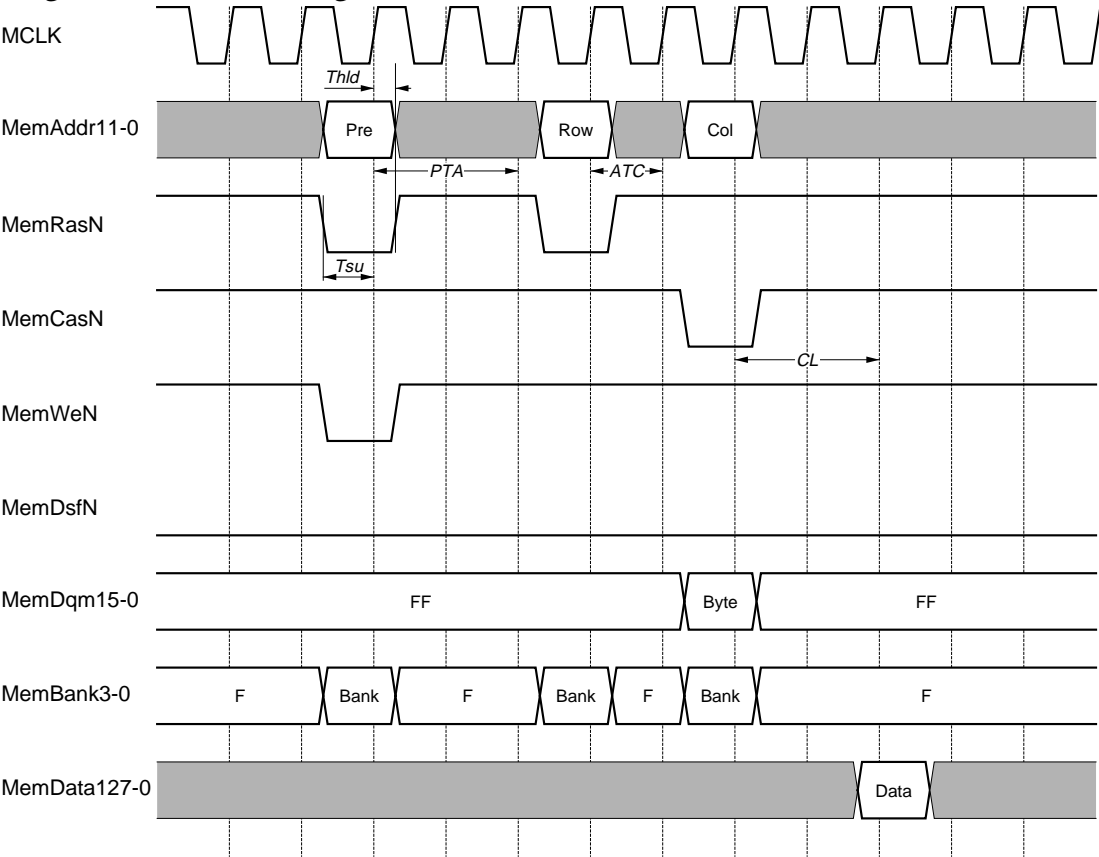 MCLK
Thld
MemAddr11-0
Pre
Row
Col
PTA
ATC
MemRasN
Tsu
MemCasN
CL
MemWeN
MemDsfN
MemDqm15-0
FF
Byte
FF
MemBank3-0
F
Bank
F
Bank
F
Bank
F
MemData127-0
Data